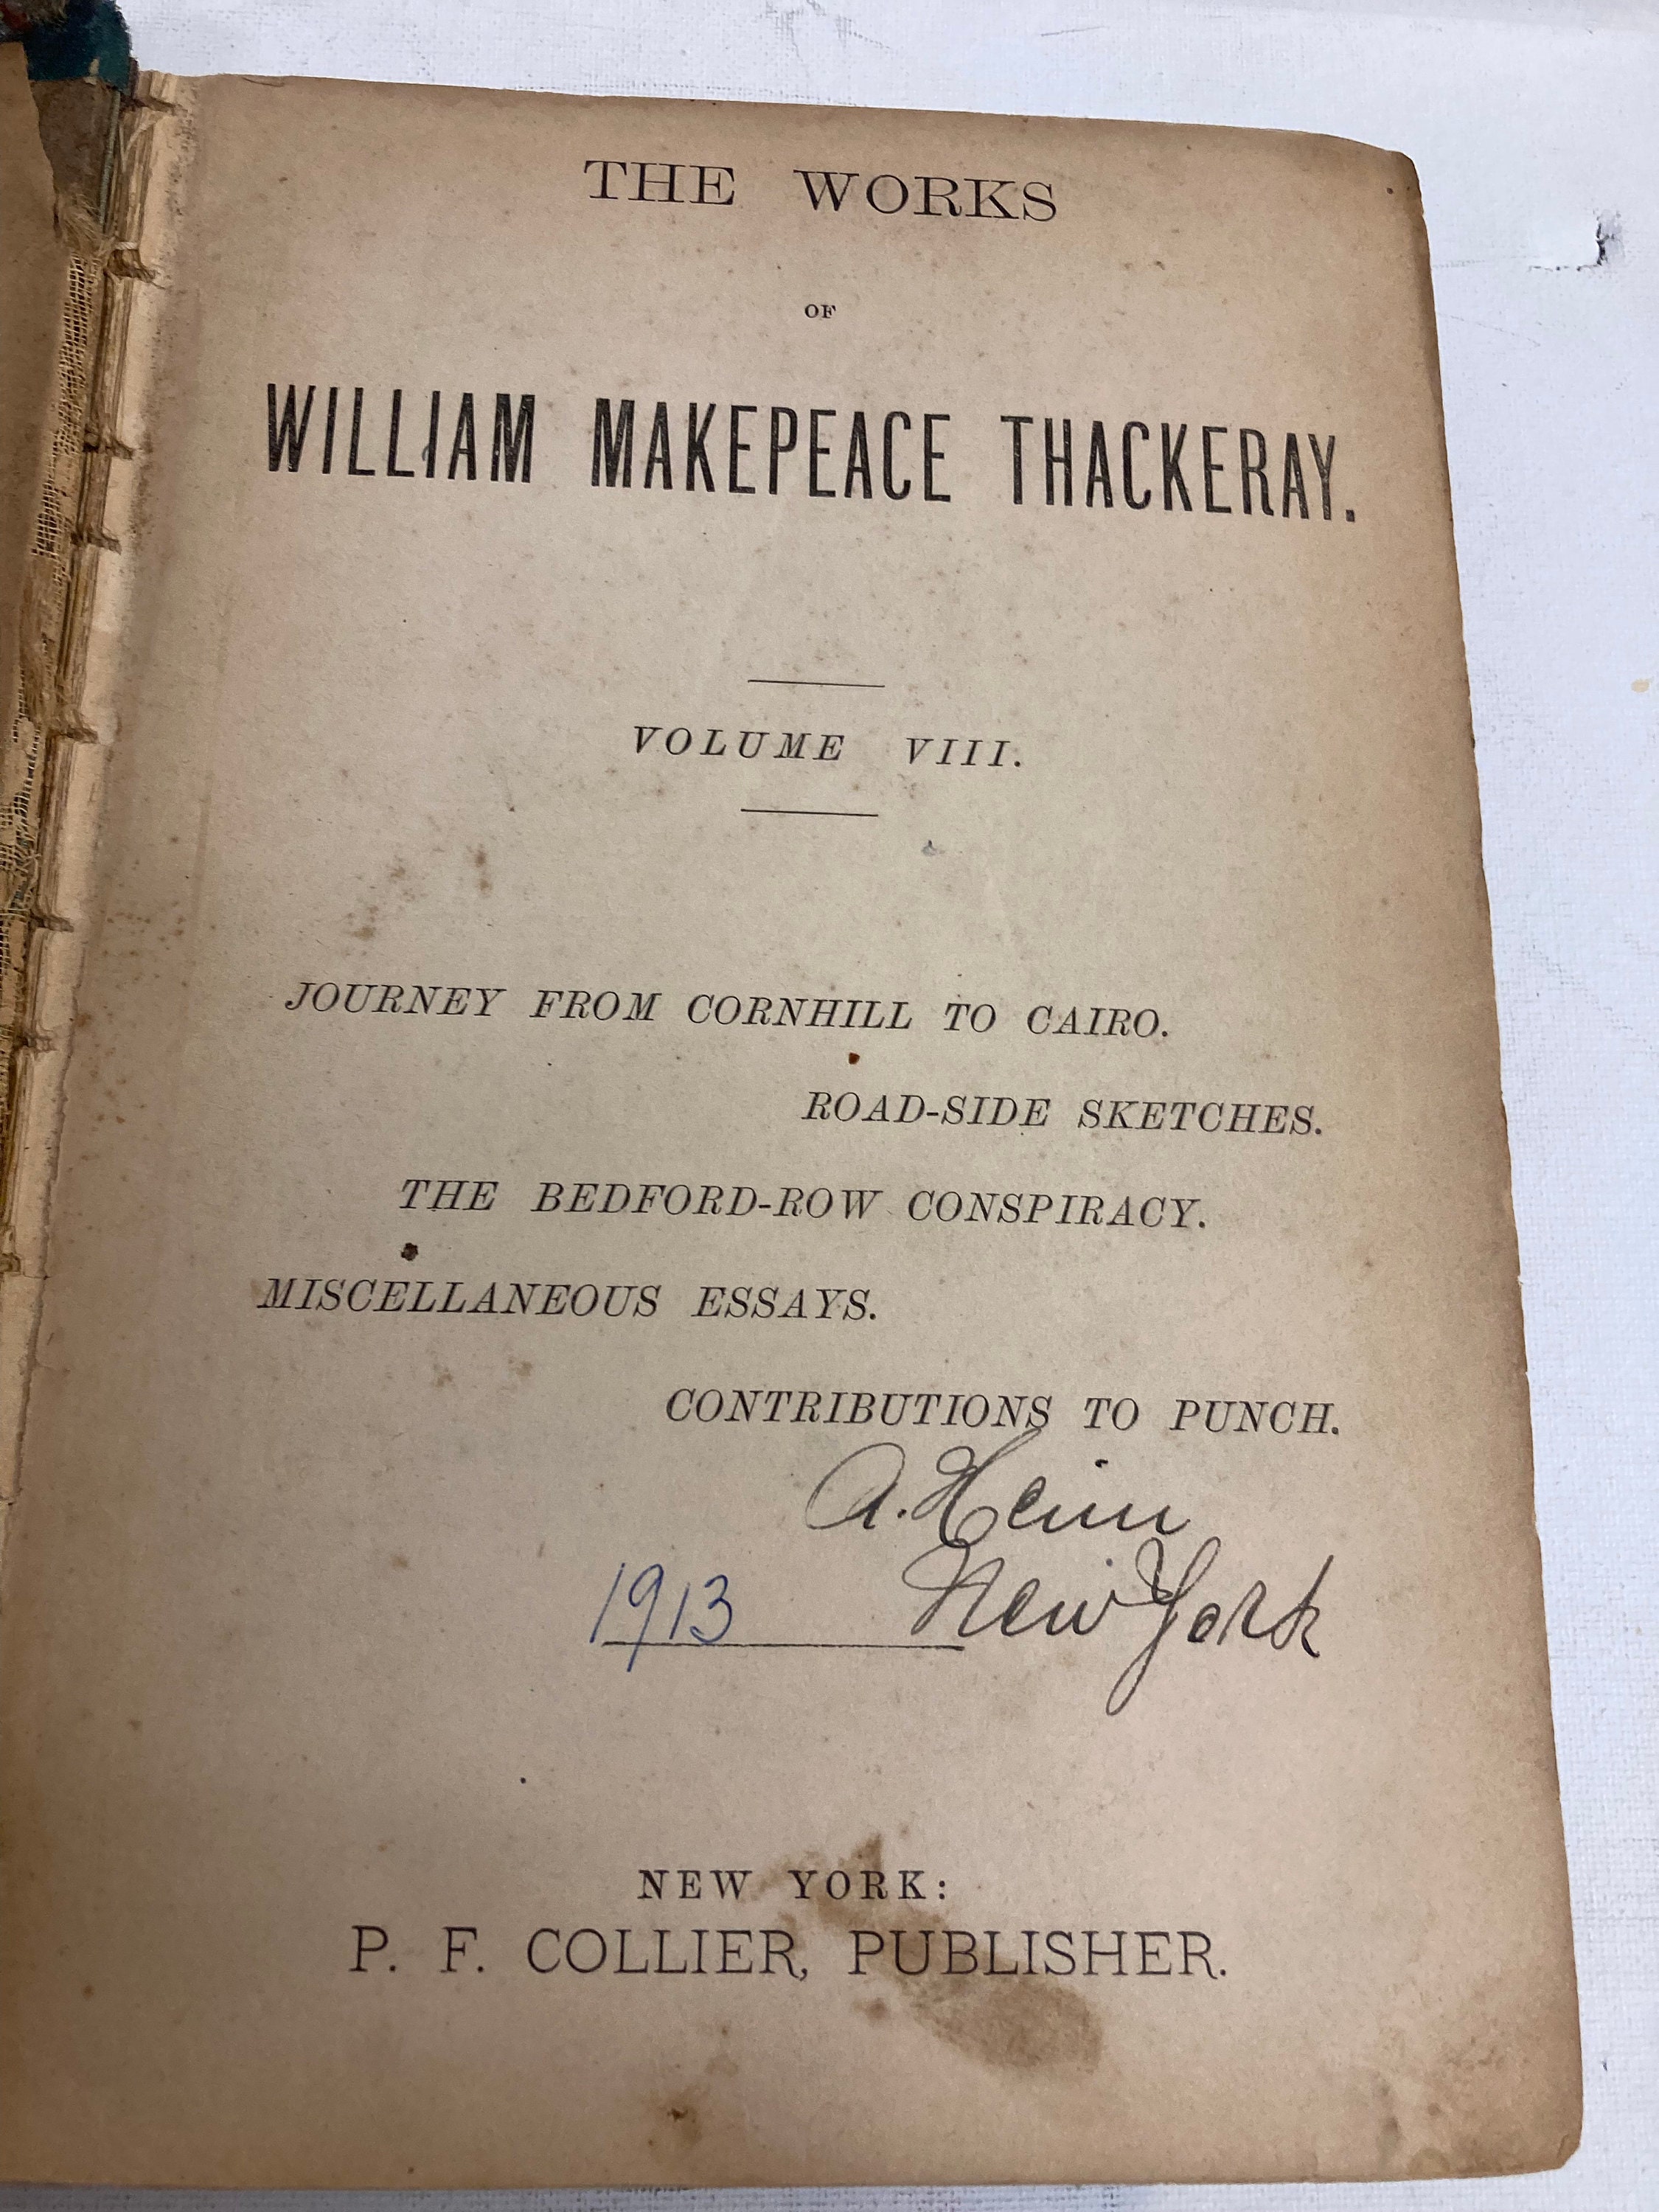 THE WORKS
OF
WILLIAM MAKEPEACE THACKERAY.
VOLUME VIII.
JOURNEY FROM CORNHILL TO CAIRO.
ROAD-SIDE SKETCHES.
THE BEDFORD-ROW CONSPIRACY.
MISCELLANEOUS ESSAYS.
CONTRIBUTIONS TO PUNCH.
A. Hein
1913 New York
NEW YORK:
P. F. COLLIER, PUBLISHER.